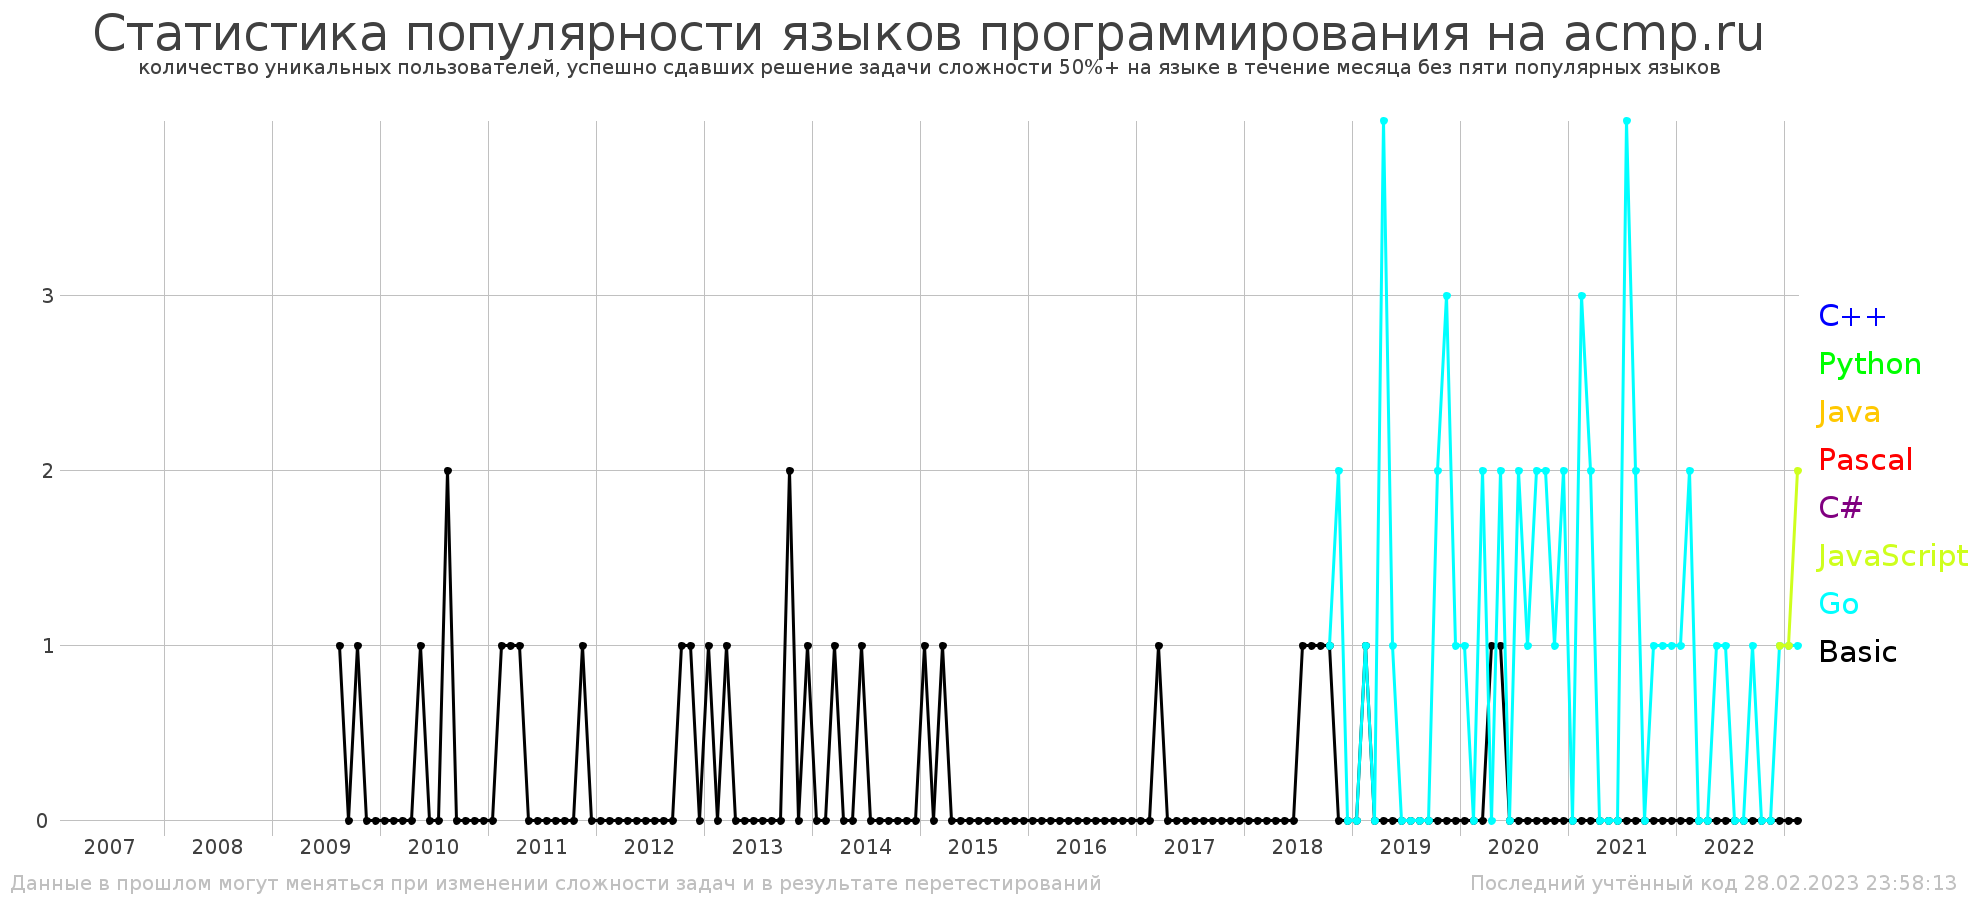 Статистика популярности языков программирования на acmp.ru
количество уникальных пользователей, успешно сдавших решение задачи сложности 50%+ на языке в течение месяца без пяти популярных языков
3
2
1
0
C++
Python
Java
Pascal
C#
JavaScript
Go
Basic
2007 2008 2009 2010 2011 2012 2013 2014 2015 2016 2017 2018 2019 2020 2021 2022
Данные в прошлом могут меняться при изменении сложности задач и в результате перетестирований
Последний учтённый код 28.02.2023 23:58:13